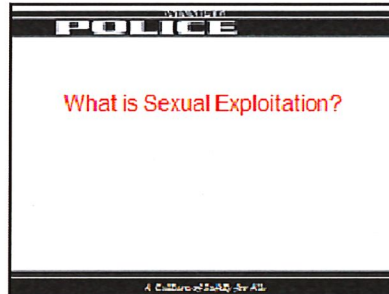 POLICE
What is Sexual Exploitation?
A Culture of Safety for All